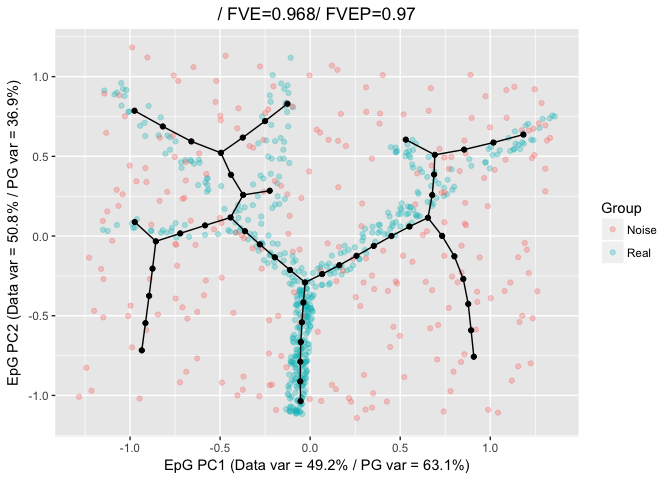 / FVE=0.968/ FVEP=0.97
EpG PC2 (Data var = 50.8% / PG var = 36.9%)
1.0
0.5
0.0
-0.5
-1.0
-1.0
-0.5
0.0
0.5
1.0
EpG PC1 (Data var = 49.2% / PG var = 63.1%)
Group
Noise
Real